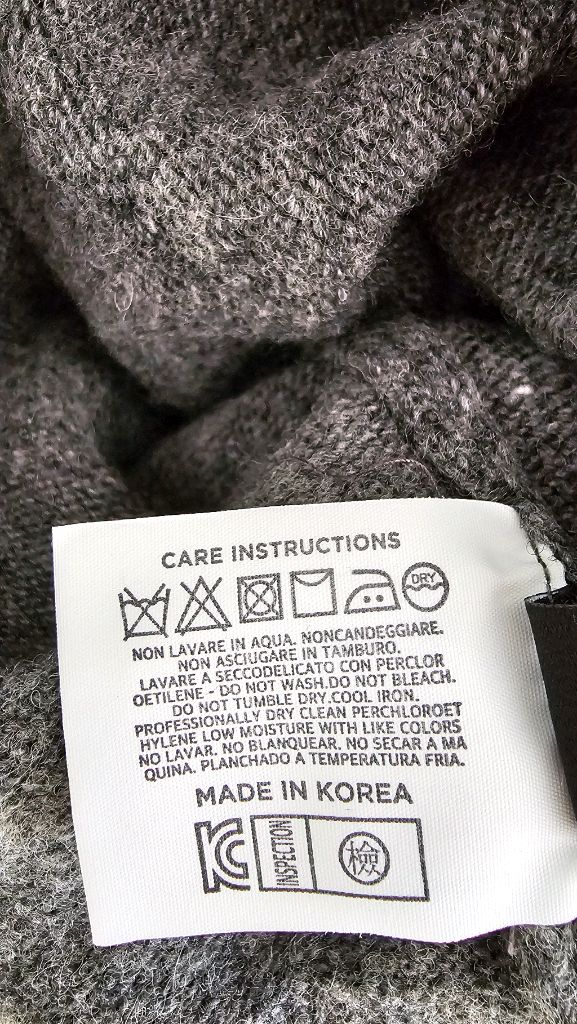 CARE INSTRUCTIONS
DRY
NON LAVARE IN AQUA. NONCANDEGGIARE.
NON ASCIUGARE IN TAMBURO.
LAVARE A SECCODELICATO CON PERCLOR
OETILENE - DO NOT WASH.DO NOT BLEACH.
DO NOT TUMBLE DRY.COOL IRON.
PROFESSIONALLY DRY CLEAN PERCHLOROET
HYLENE LOW MOISTURE WITH LIKE COLORS
NO LAVAR. NO BLANQUEAR. NO SECAR A MA
QUINA. PLANCHADO A TEMPERATURA FRIA.
MADE IN KOREA
KC INSPECTION 檢